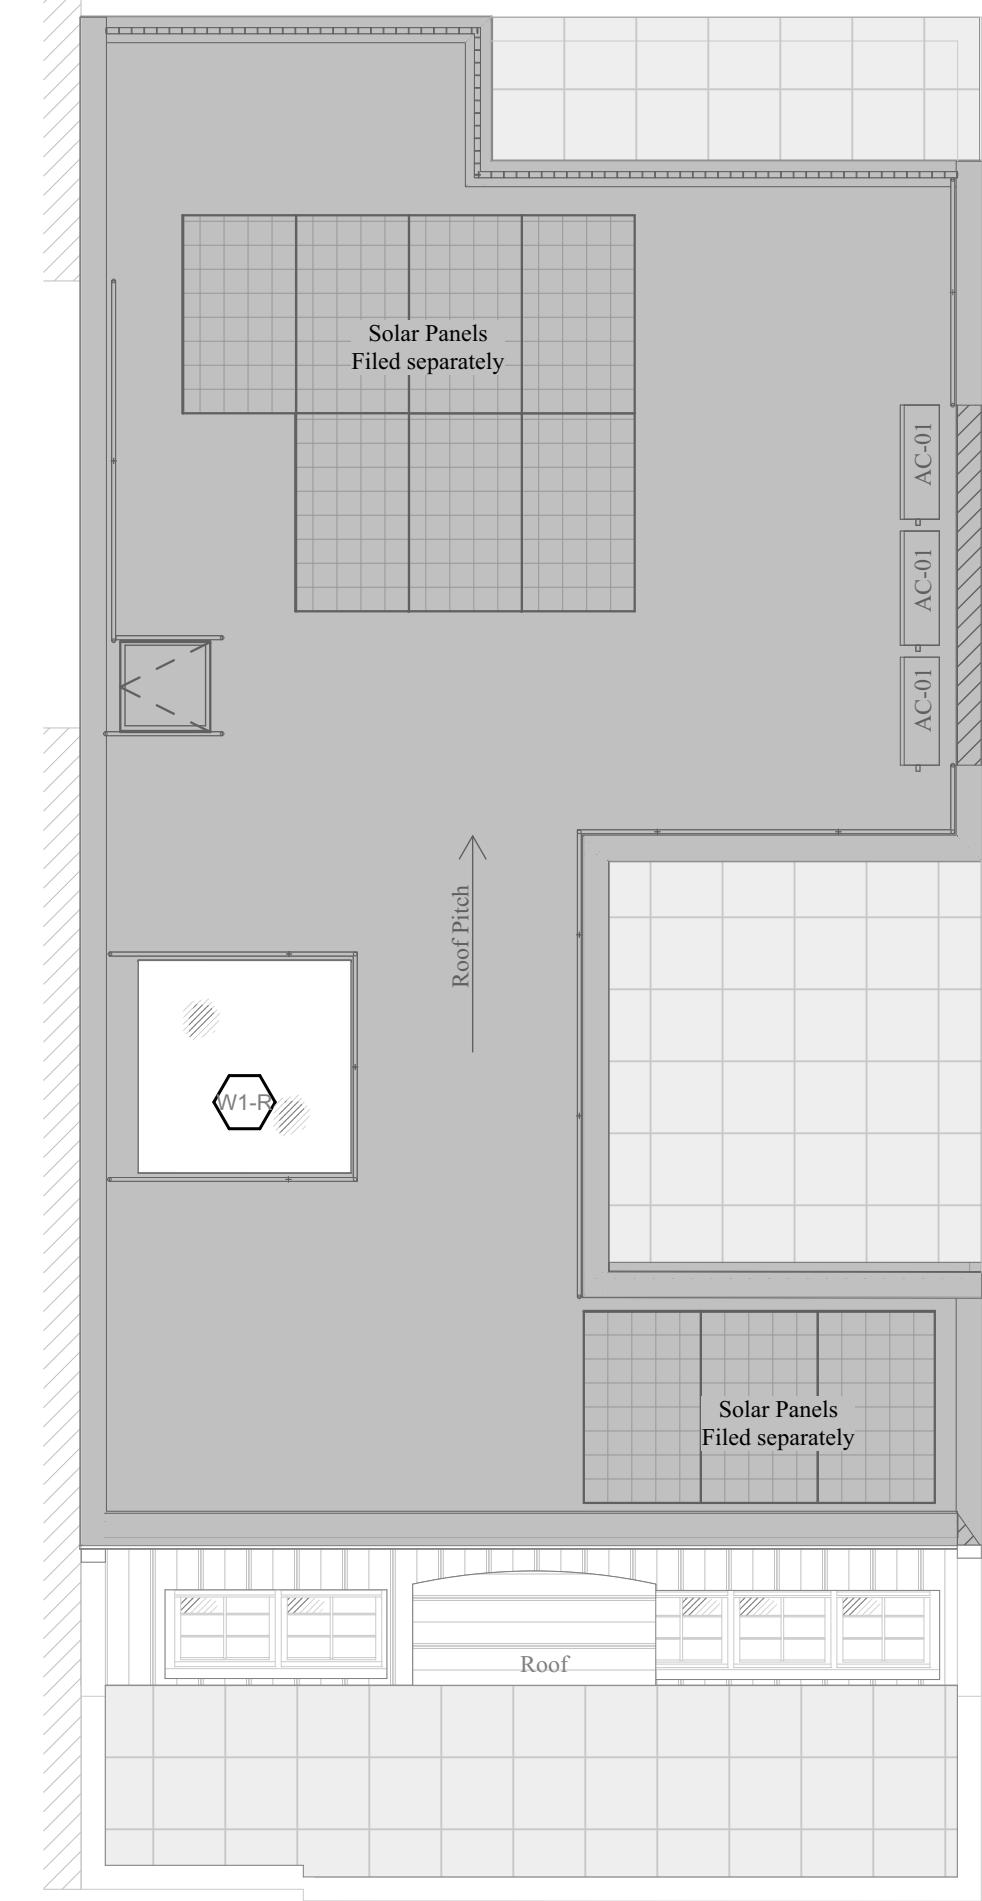 Solar Panels
Filed separately
AC-01
AC-01
AC-01
Roof Pitch
W1-R
Solar Panels
Filed separately
Roof